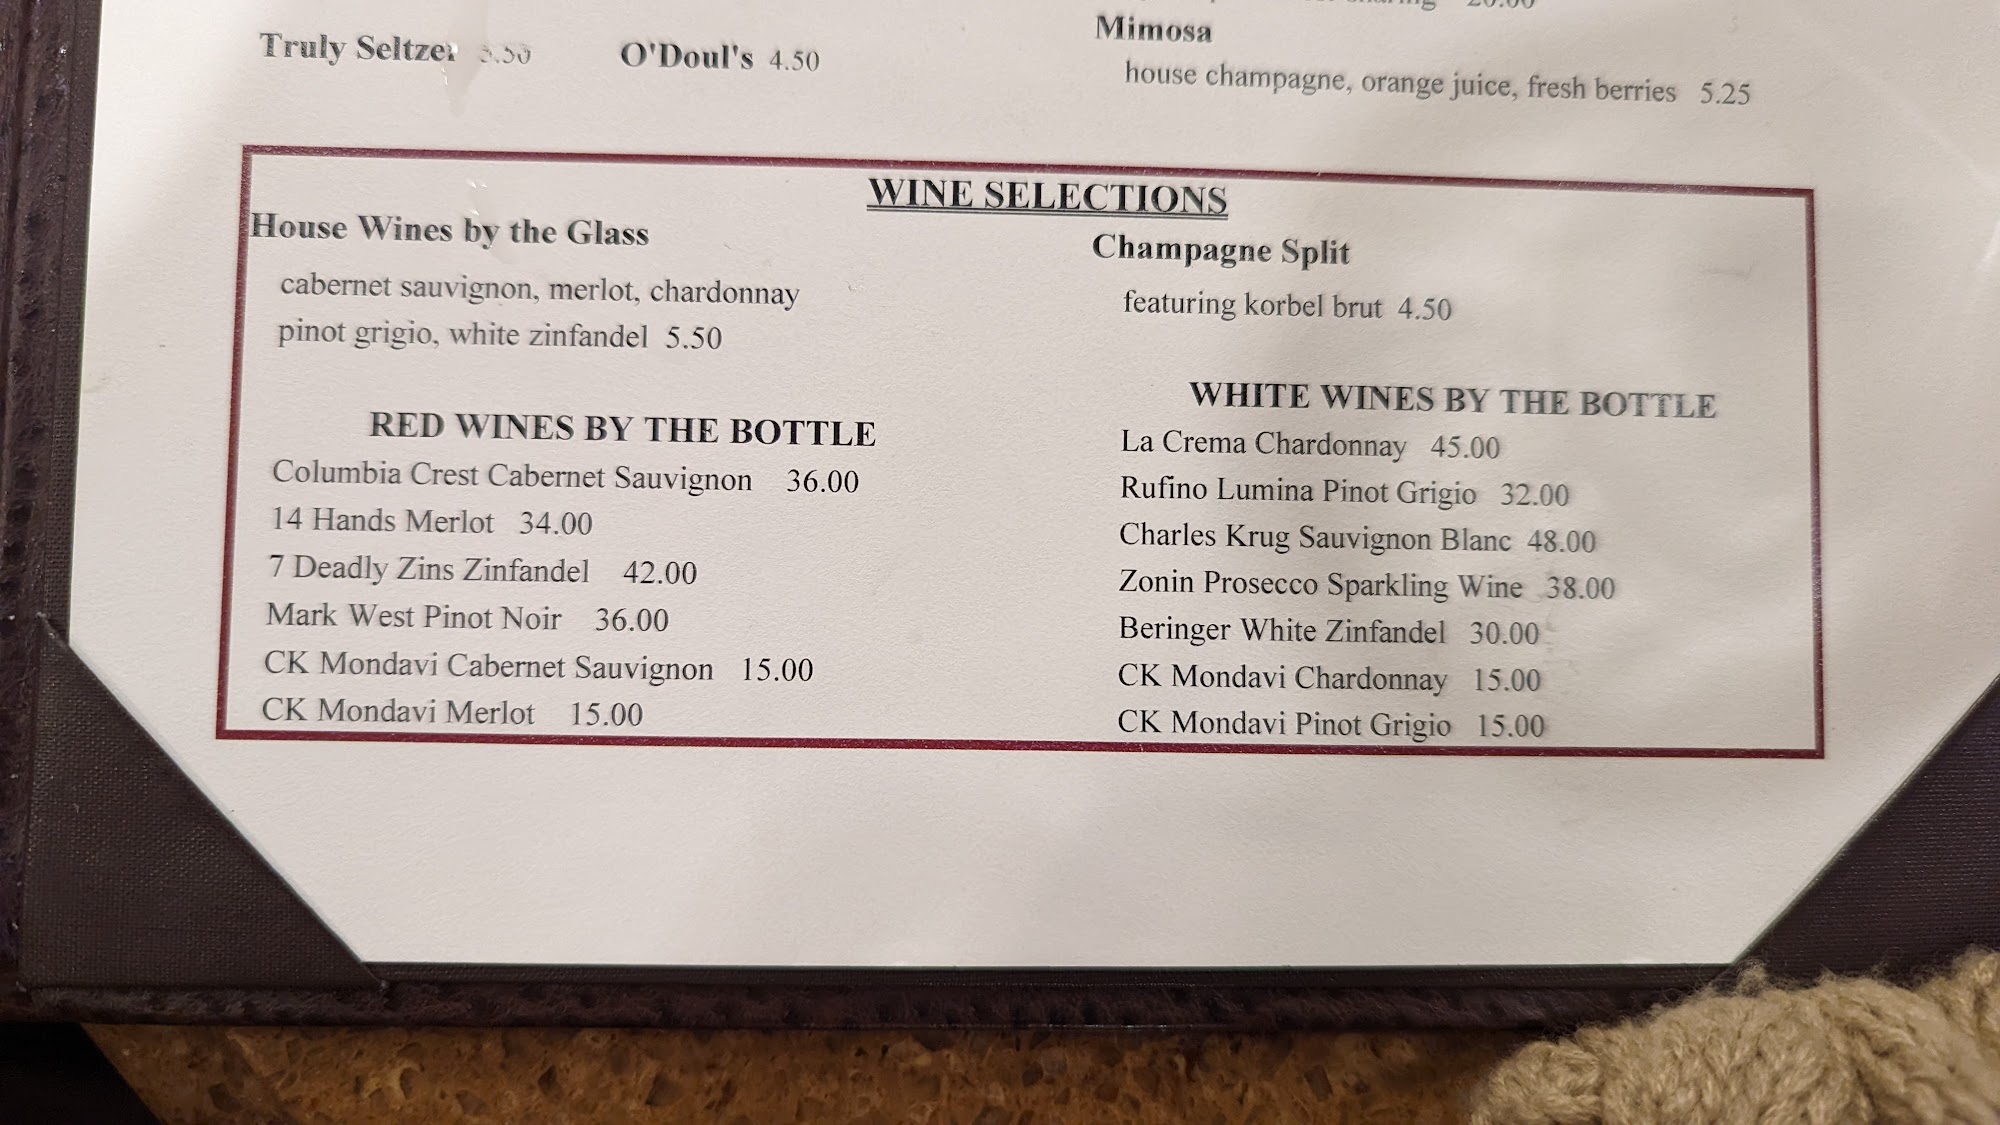 20.00
Truly Seltzer 5.50 O'Doul's 4.50
Mimosa
house champagne, orange juice, fresh berries 5.25
WINE SELECTIONS
House Wines by the Glass
cabernet sauvignon, merlot, chardonnay
pinot grigio, white zinfandel 5.50
Champagne Split
featuring korbel brut 4.50
RED WINES BY THE BOTTLE
Columbia Crest Cabernet Sauvignon 36.00
14 Hands Merlot 34.00
7 Deadly Zins Zinfandel 42.00
Mark West Pinot Noir 36.00
CK Mondavi Cabernet Sauvignon 15.00
CK Mondavi Merlot 15.00
WHITE WINES BY THE BOTTLE
La Crema Chardonnay 45.00
Rufino Lumina Pinot Grigio 32.00
Charles Krug Sauvignon Blanc 48.00
Zonin Prosecco Sparkling Wine 38.00
Beringer White Zinfandel 30.00
CK Mondavi Chardonnay 15.00
CK Mondavi Pinot Grigio 15.00